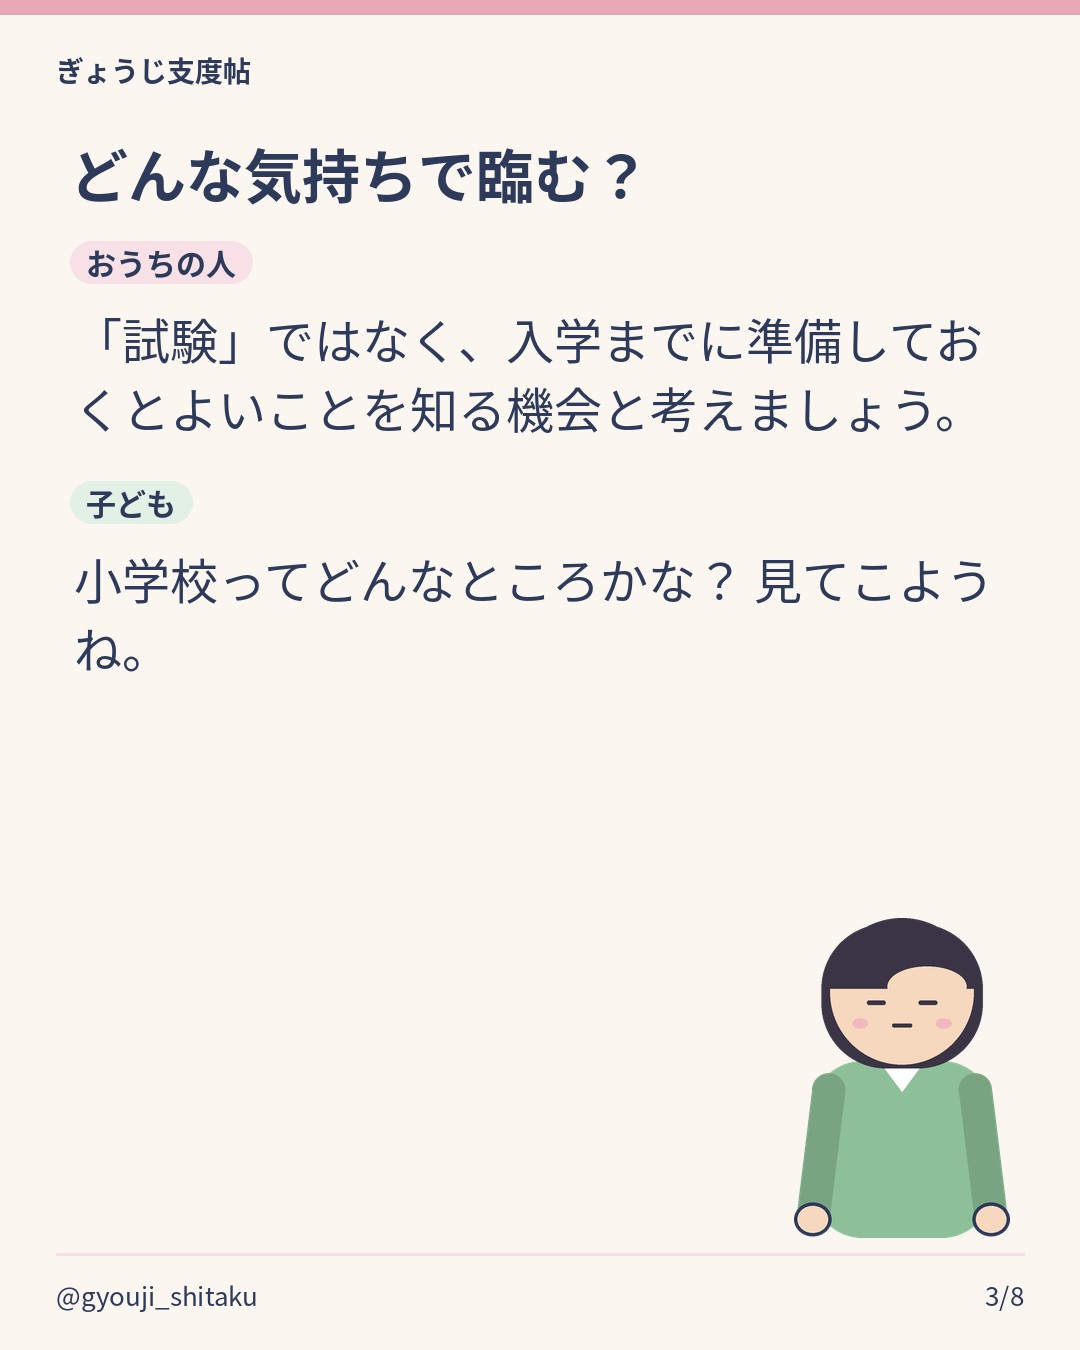 ぎょうじ支度帖
どんな気持ちで臨む？
おうちの人
「試験」ではなく、入学までに準備してお
くとよいことを知る機会と考えましょう。
子ども
小学校ってどんなところかな？ 見てこよう
ね。
@gyouji_shitaku
3/8